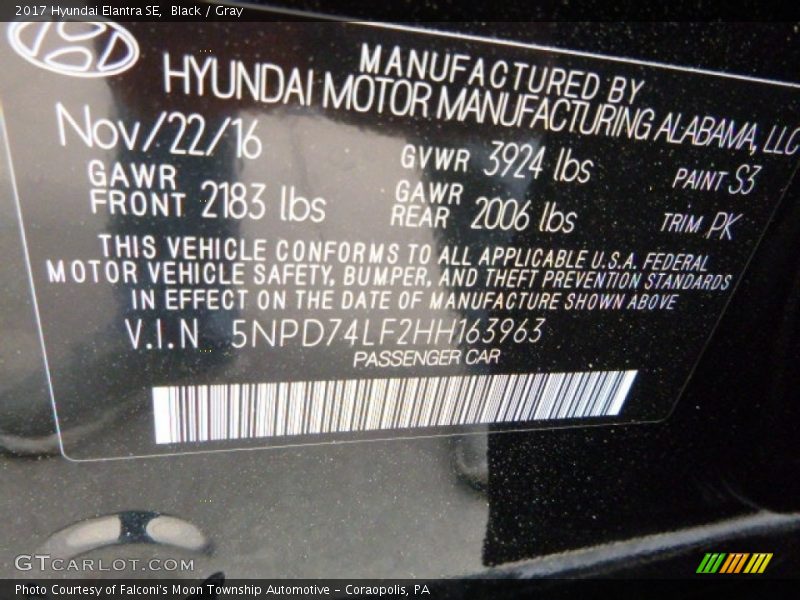 2017 Hyundai Elantra SE, Black / Gray
MANUFACTURED BY
HYUNDAI MOTOR MANUFACTURING ALABAMA, LLC
Nov/22/16
GVWR 3924 lbs
PAINT S3
GAWR
FRONT 2183 lbs
GAWR
REAR 2006 lbs
TRIM PK
THIS VEHICLE CONFORMS TO ALL APPLICABLE U.S.A. FEDERAL
MOTOR VEHICLE SAFETY, BUMPER, AND THEFT PREVENTION STANDARDS
IN EFFECT ON THE DATE OF MANUFACTURE SHOWN ABOVE
V.I.N 5NPD74LF2HH163963
PASSENGER CAR
GTCARLOT.COM
Photo Courtesy of Falconi's Moon Township Automotive - Coraopolis, PA